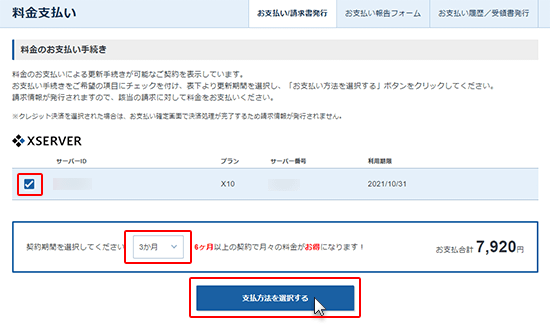 料金支払い
お支払い/請求書発行
お支払い報告フォーム
お支払い履歴／受領書発行
料金のお支払い手続き
料金のお支払いによる更新手続きが可能なご契約を表示しています。
お支払い手続きをご希望の項目にチェックを付け、表下より更新期間を選択し、「お支払い方法を選択する」ボタンをクリックしてください。
請求情報が発行されますので、該当の請求に対して料金をお支払いください。
※クレジット決済を選択された場合は、お支払い確定画面で決済処理が完了するため請求情報が発行されません。
XSERVER
サーバーID プラン サーバー番号 利用期限
X10 2021/10/31
契約期間を選択してください 3か月 6ヶ月以上の契約で月々の料金がお得になります！ お支払合計 7,920円
支払方法を選択する